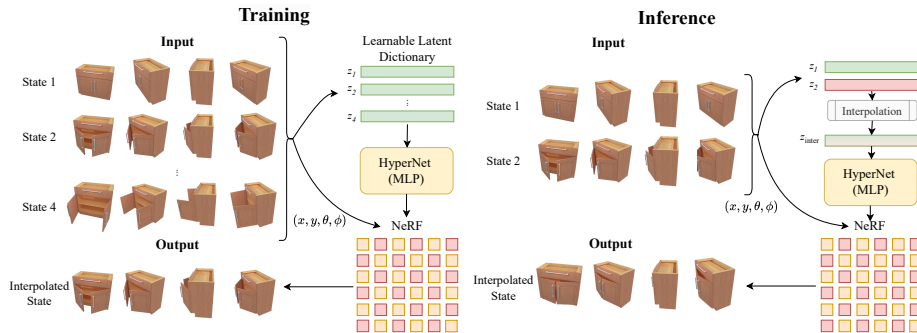 Training
Input
State 1
State 2
⋮
State 4
Output
Interpolated
State
Learnable Latent
Dictionary
z1
z2
⋮
z4
HyperNet
(MLP)
(x, y, θ, ϕ)
NeRF
Inference
Input
State 1
State 2
Output
Interpolated
State
z1
z2
Interpolation
zinter
HyperNet
(MLP)
(x, y, θ, ϕ)
NeRF